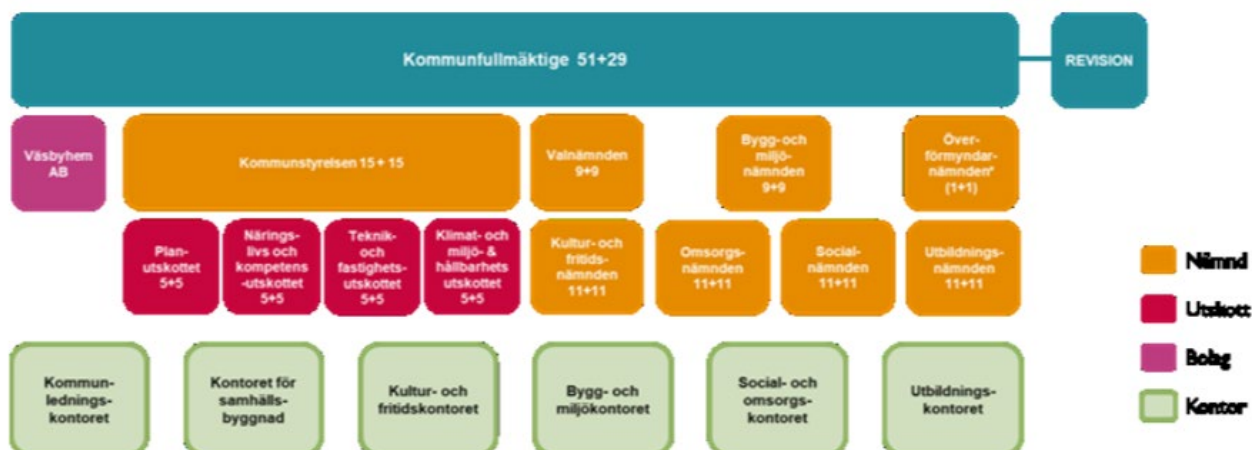 Kommunfullmäktige 51+29
REVISION
Väsbyhem
AB
Kommunstyrelsen 15 + 15
Valnämnden
9+9
Bygg-och
miljö-
nämnden
9+9
Över-
förmyndar-
nämnden*
(1+1)
Plan-
utskottet
5+5
Närings-
livs och
kompetens
-utskottet
5+5
Teknik-
och
fastighets-
utskottet
5+5
Klimat- och
miljö- &
hållbarhets
utskottet
5+5
Kultur- och
fritids-
nämnden
11+11
Omsorgs-
nämnden
11+11
Social-
nämnden
11+11
Utbildnings-
nämnden
11+11
Nämnd
Utskott
Bolag
Kontor
Kommun-
lednings-
kontoret
Kontoret för
samhälls-
byggnad
Kultur- och
fritidskontoret
Bygg- och
miljökontoret
Social- och
omsorgs-
kontoret
Utbildnings-
kontoret